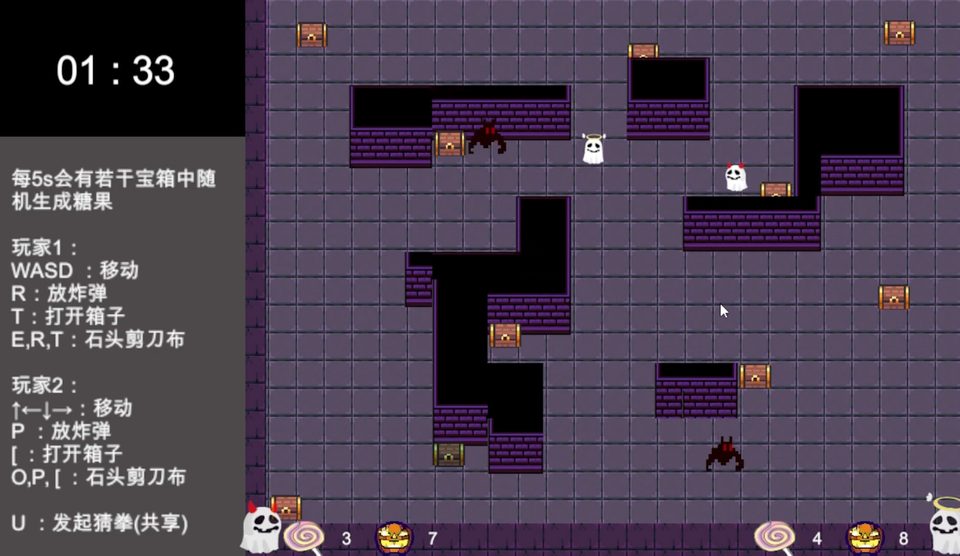 01 : 33
每5s会有若干宝箱中随
机生成糖果
玩家1：
WASD ：移动
R：放炸弹
T：打开箱子
E,R,T：石头剪刀布
玩家2：
↑←↓→：移动
P ：放炸弹
[ ：打开箱子
O,P, [ ：石头剪刀布
U ：发起猜拳(共享)
3 7 4 8